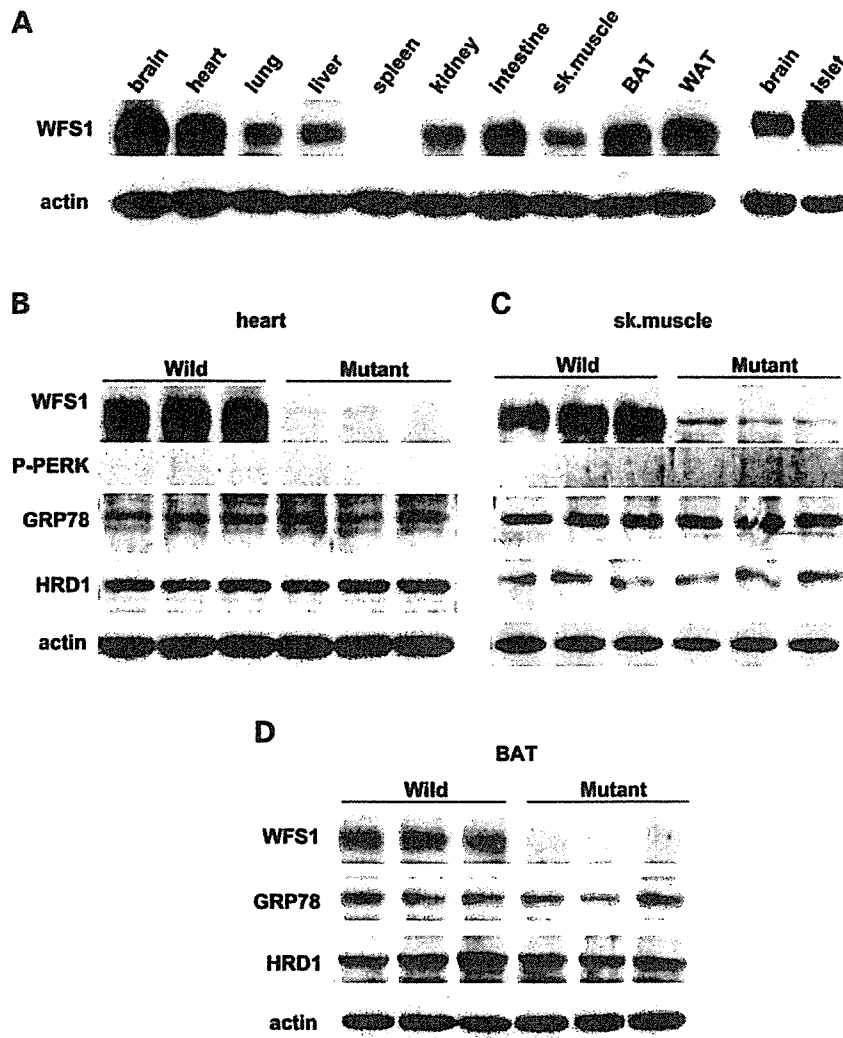 A
brain heart lung liver spleen kidney intestine sk.muscle BAT WAT brain islet
WFS1
actin
B
heart
Wild Mutant
WFS1
P-PERK
GRP78
HRD1
actin
C
sk.muscle
Wild Mutant
D
BAT
Wild Mutant
WFS1
GRP78
HRD1
actin